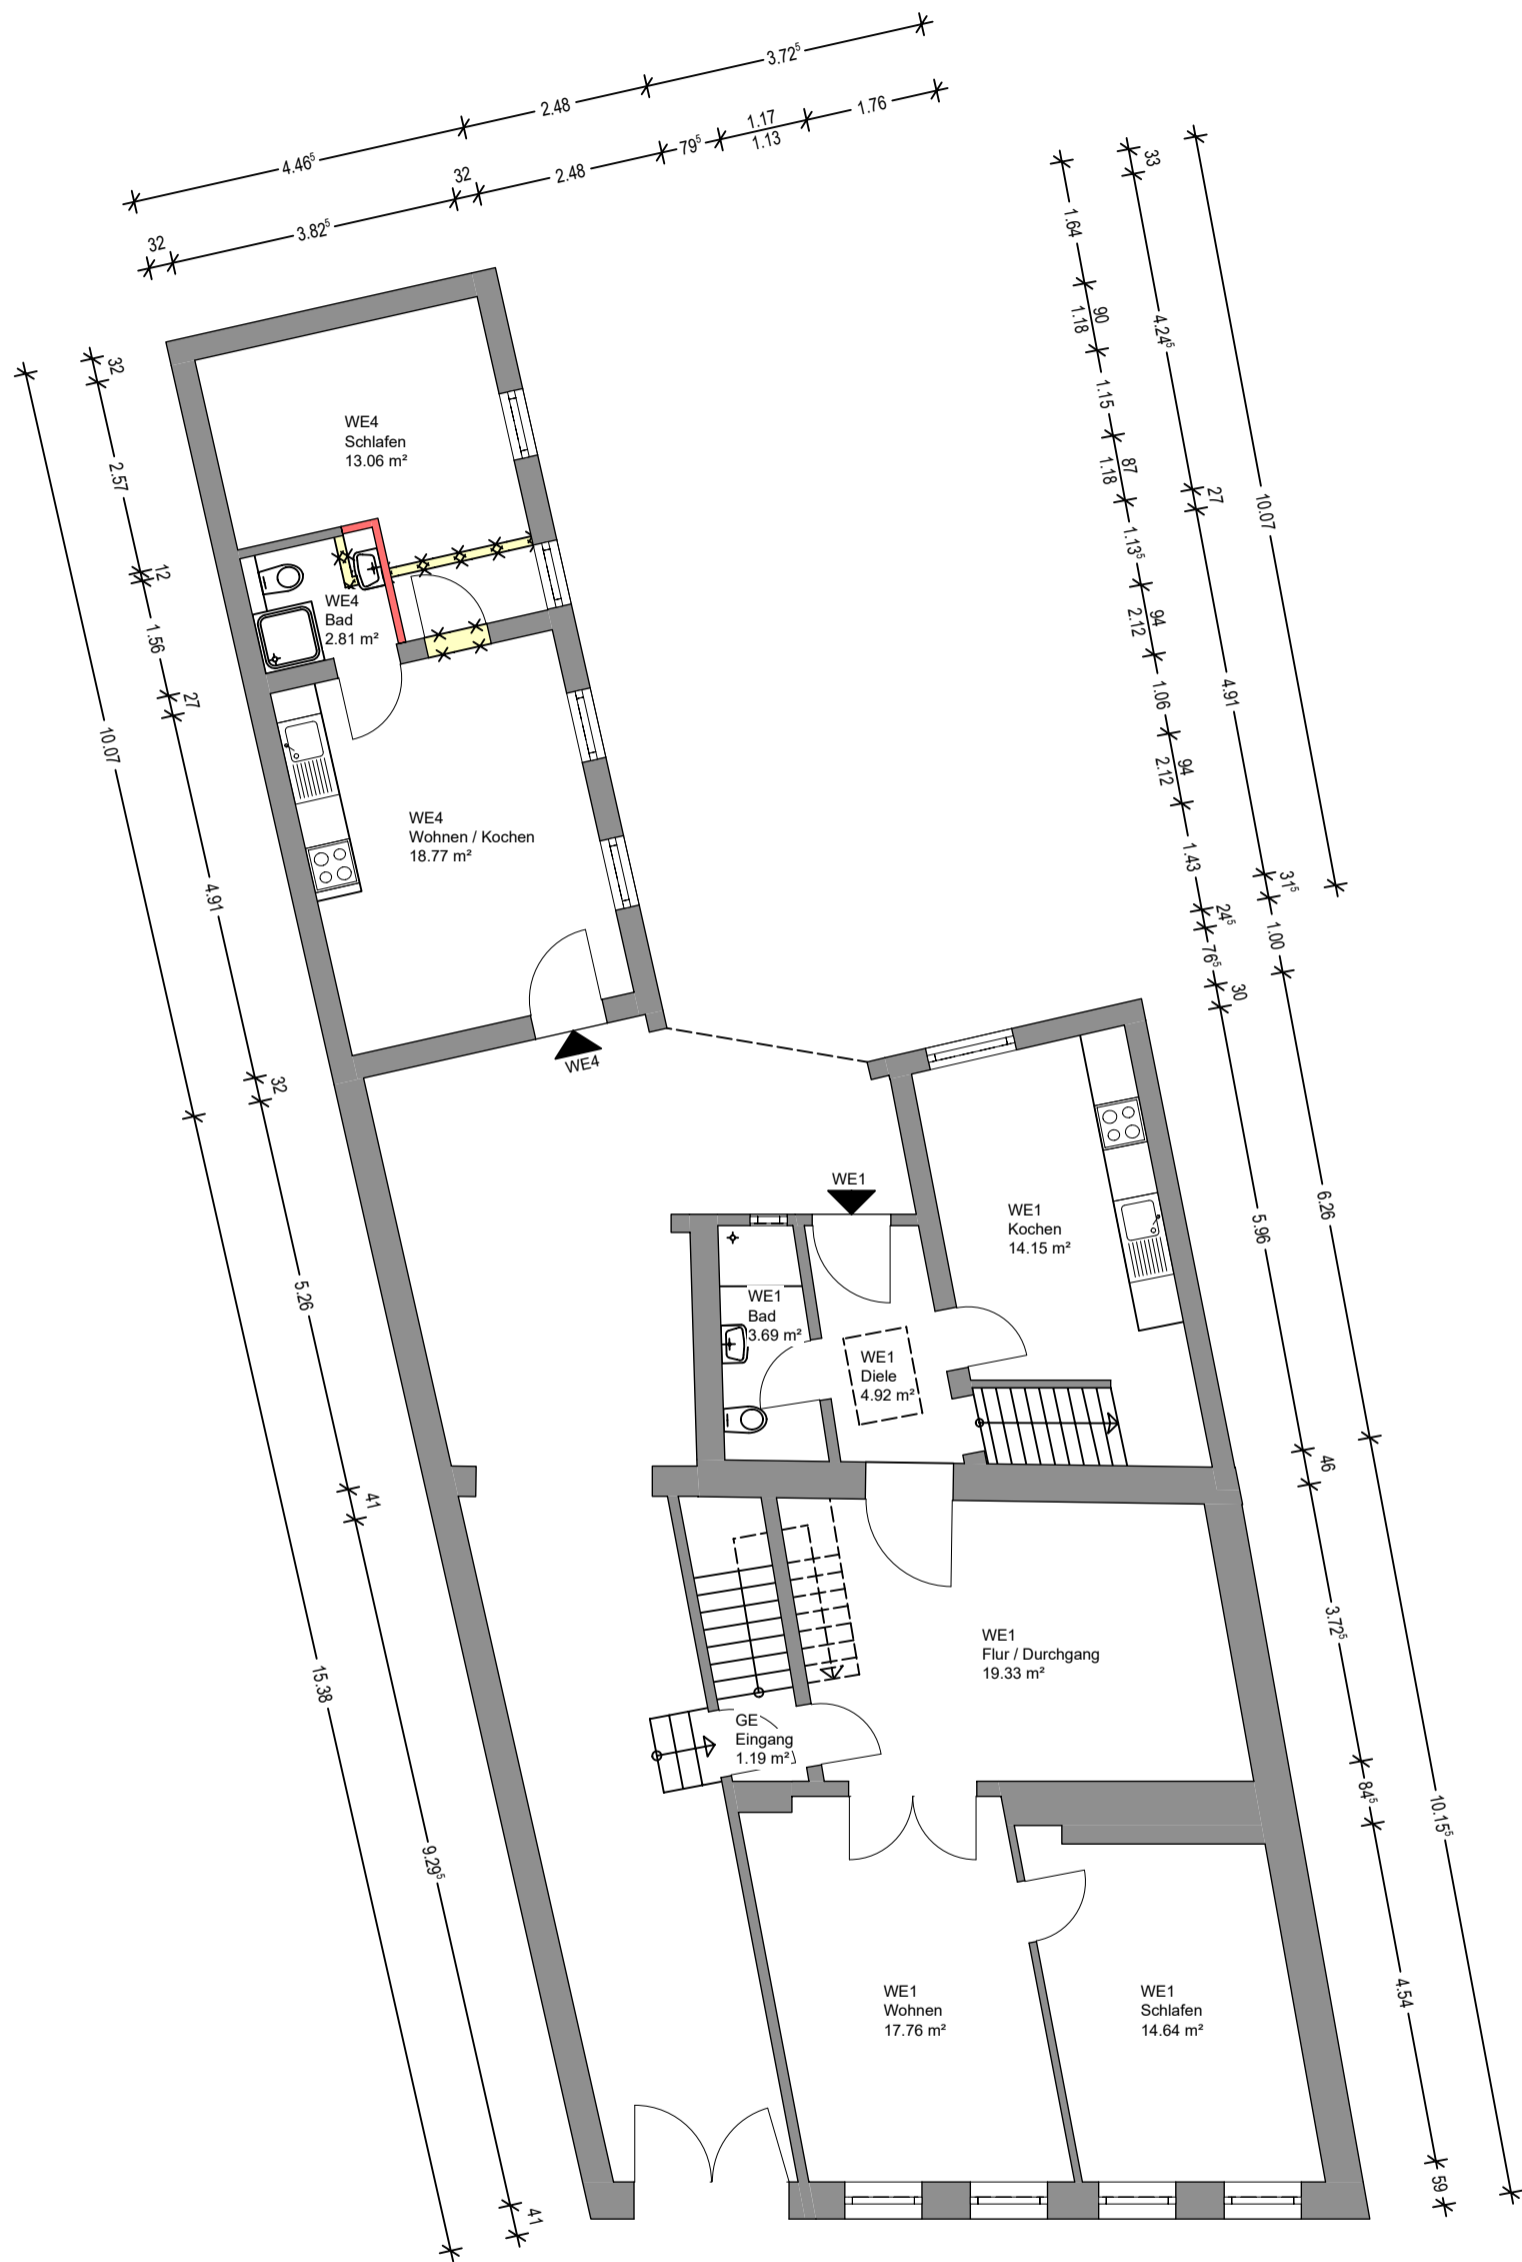 3.72⁵
2.48
4.46⁵
1.76
1.17
1.13
79⁵
2.48
32
3.82⁵
32
32
2.57
12
1.56
27
10.07
4.91
32
5.26
41
15.38
9.29⁵
41
33
1.64
90
1.18
4.24⁵
1.15
87
1.18
27
10.07
1.13⁵
94
2.12
1.06
4.91
94
2.12
1.43
31⁵
24⁵
1.00
76⁵
30
6.26
5.96
46
3.72⁵
84⁵
10.15⁵
4.54
59
WE4
Schlafen
13.06 m²
WE4
Bad
2.81 m²
WE4
Wohnen / Kochen
18.77 m²
WE4
WE1
WE1
Kochen
14.15 m²
WE1
Bad
3.69 m²
WE1
Diele
4.92 m²
WE1
Flur / Durchgang
19.33 m²
GE
Eingang
1.19 m²
WE1
Wohnen
17.76 m²
WE1
Schlafen
14.64 m²